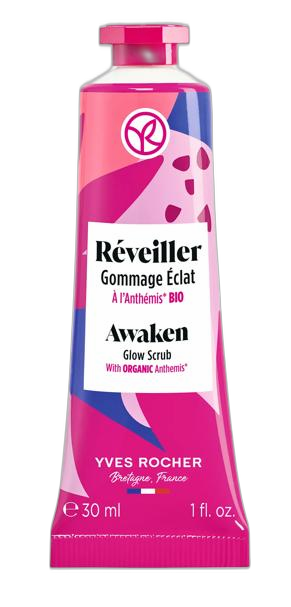 Réveiller
Gommage Éclat
À l'Anthémis* BIO
Awaken
Glow Scrub
With ORGANIC Anthemis*
YVES ROCHER
Bretagne, France
℮ 30 ml 1 fl. oz.